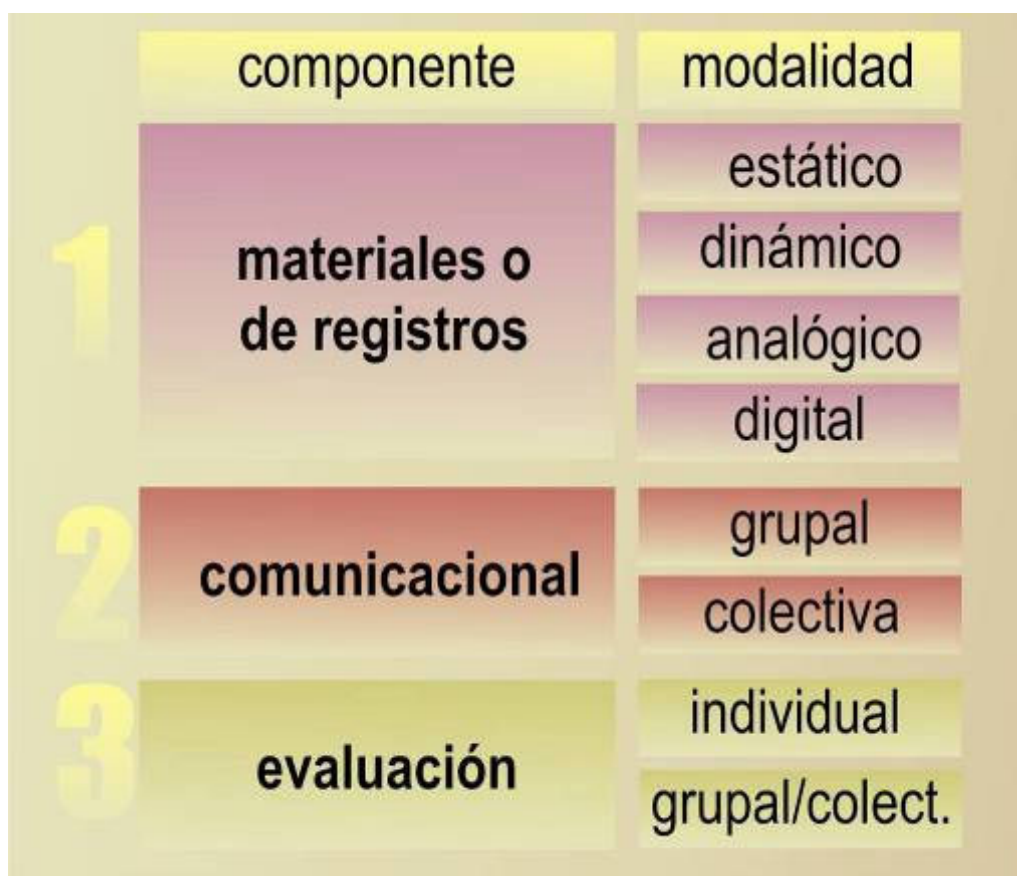 componente modalidad
1
materiales o
de registros
estático
dinámico
analógico
digital
2
comunicacional
grupal
colectiva
3
evaluación
individual
grupal/colect.